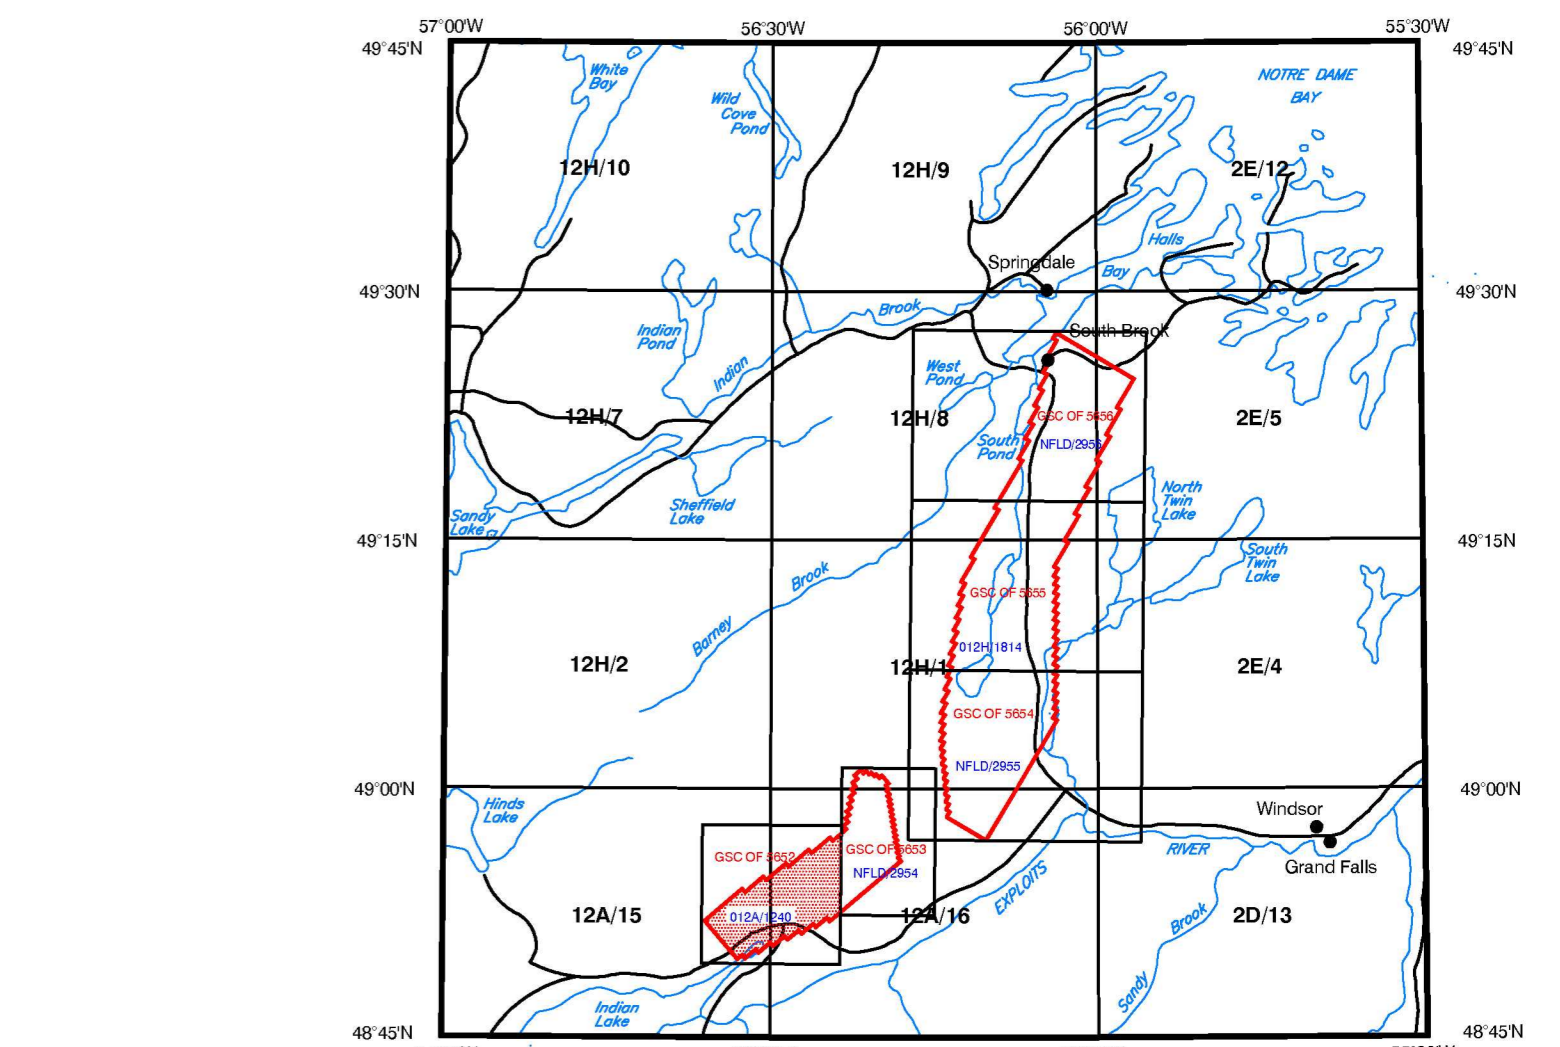 57°00'W
56°30'W
56°00'W
55°30'W
49°45'N
49°45'N
White
Bay
Wild
Cove
Pond
NOTRE DAME
BAY
12H/10
12H/9
2E/12
Halls
Bay
Springdale
49°30'N
49°30'N
Brook
Indian
Pond
South Brook
Indian
West
Pond
12H/7
12H/8
GSC OF 5656
2E/5
South
Pond
NFLD/2956
North
Twin
Lake
Sheffield
Lake
Sandy
Lake
49°15'N
49°15'N
South
Twin
Lake
Brook
GSC OF 5655
Barney
012H/1814
12H/2
12H/1
2E/4
GSC OF 5654
NFLD/2955
49°00'N
49°00'N
Hinds
Lake
Windsor
RIVER
GSC OF 5652
GSC OF 5653
Grand Falls
NFLD/2954
EXPLOITS
12A/15
012A/1240
12A/16
Brook
2D/13
Sandy
Indian
Lake
48°45'N
48°45'N